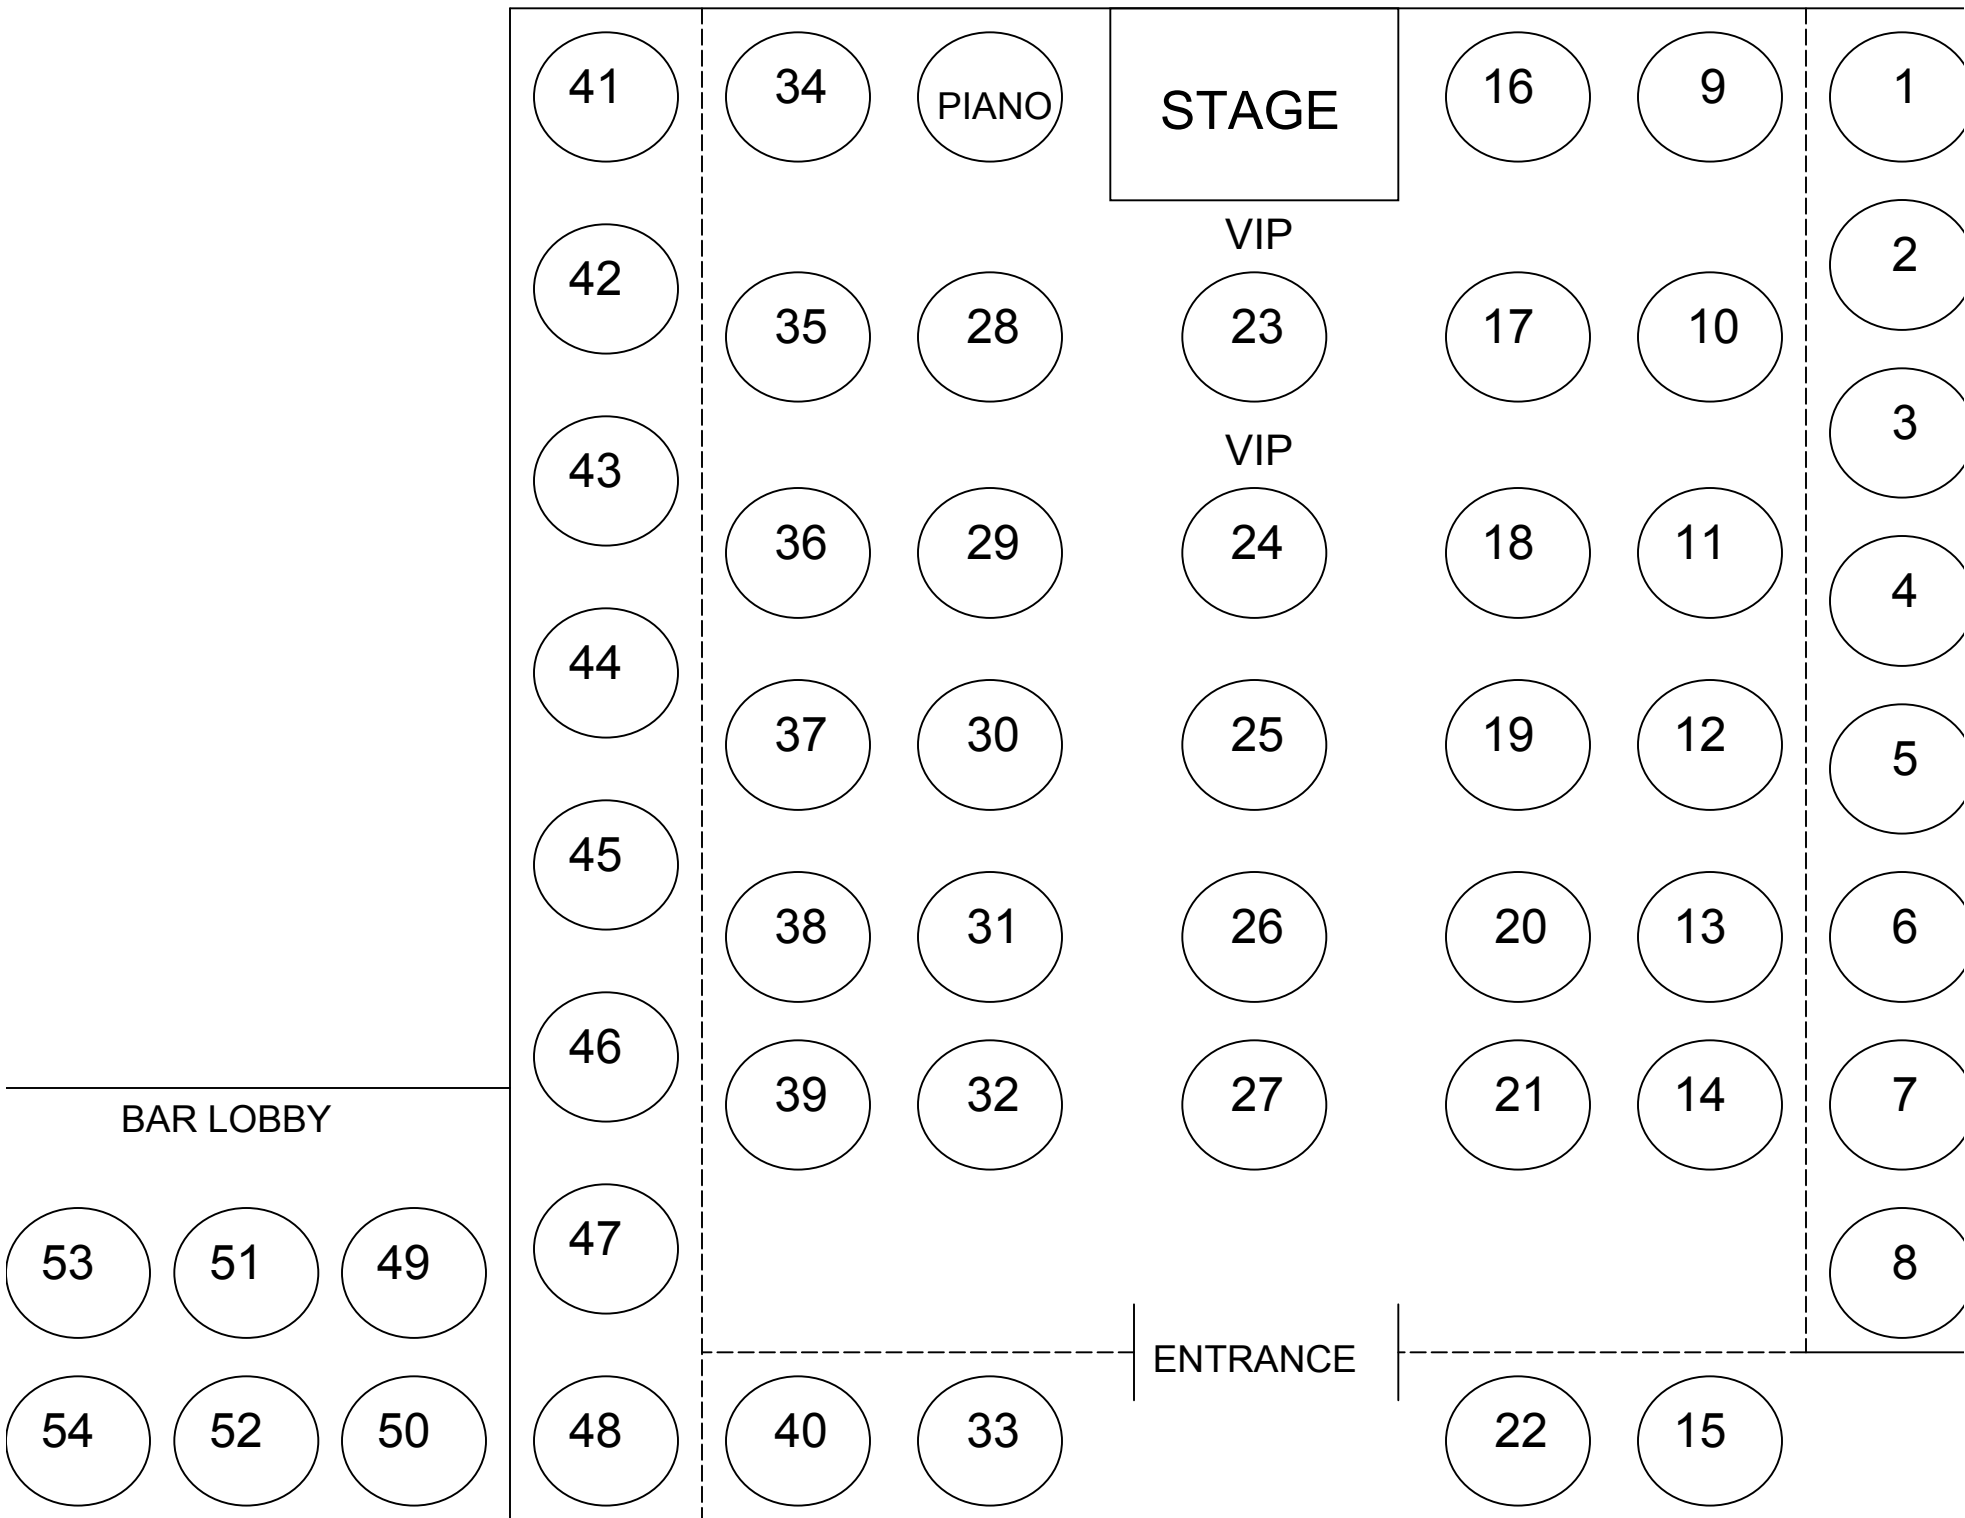 41 34 PIANO STAGE 16 9 1
VIP
42 35 28 23 17 10 2
VIP
43 36 29 24 18 11 3
4
44 37 30 25 19 12 5
45 38 31 26 20 13 6
46 39 32 27 21 14 7
BAR LOBBY
53 51 49 47 8
ENTRANCE
54 52 50 48 40 33 22 15